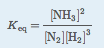 K_eq = [NH₃]² / [N₂][H₂]³